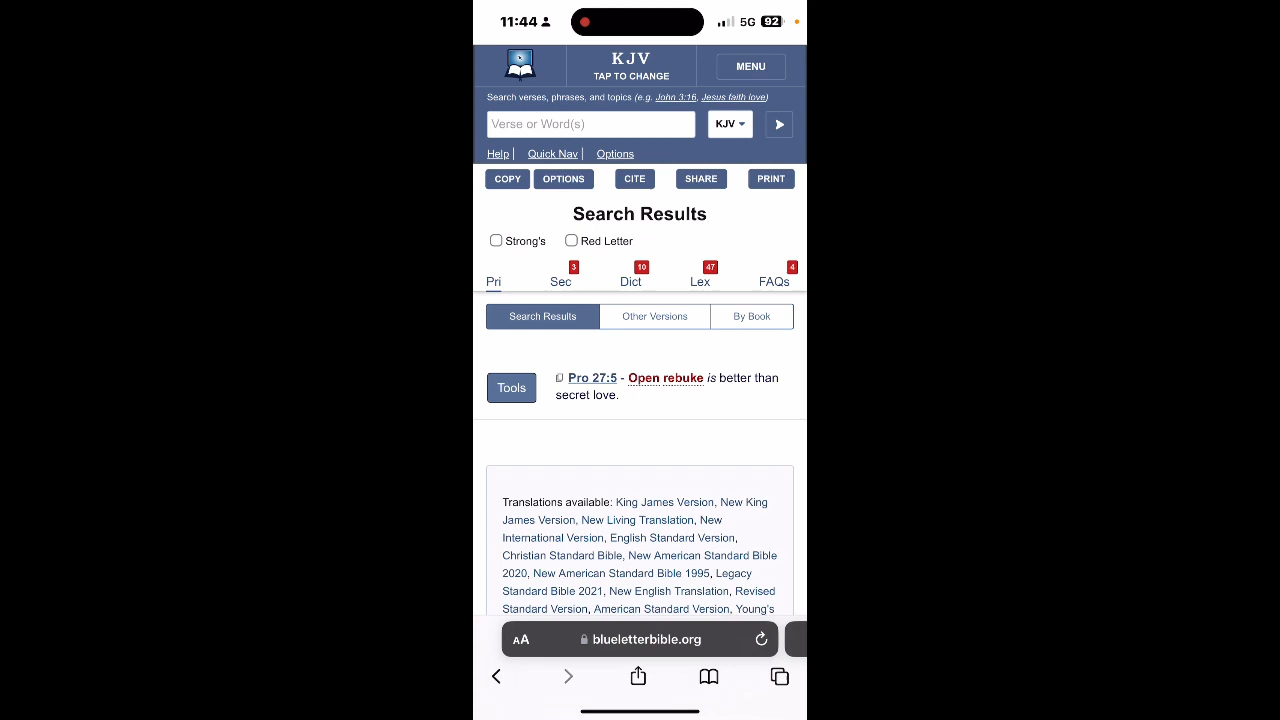 11:44 5G 92
KJV
TAP TO CHANGE
MENU
Search verses, phrases, and topics (e.g. John 3:16, Jesus faith love)
Verse or Word(s) KJV
Help Quick Nav Options
COPY OPTIONS CITE SHARE PRINT
Search Results
Strong's Red Letter
3 10 47 4
Pri Sec Dict Lex FAQs
Search Results Other Versions By Book
Tools
Pro 27:5 - Open rebuke is better than
secret love.
Translations available: King James Version, New King
James Version, New Living Translation, New
International Version, English Standard Version,
Christian Standard Bible, New American Standard Bible
2020, New American Standard Bible 1995, Legacy
Standard Bible 2021, New English Translation, Revised
Standard Version, American Standard Version, Young's
AA blueletterbible.org